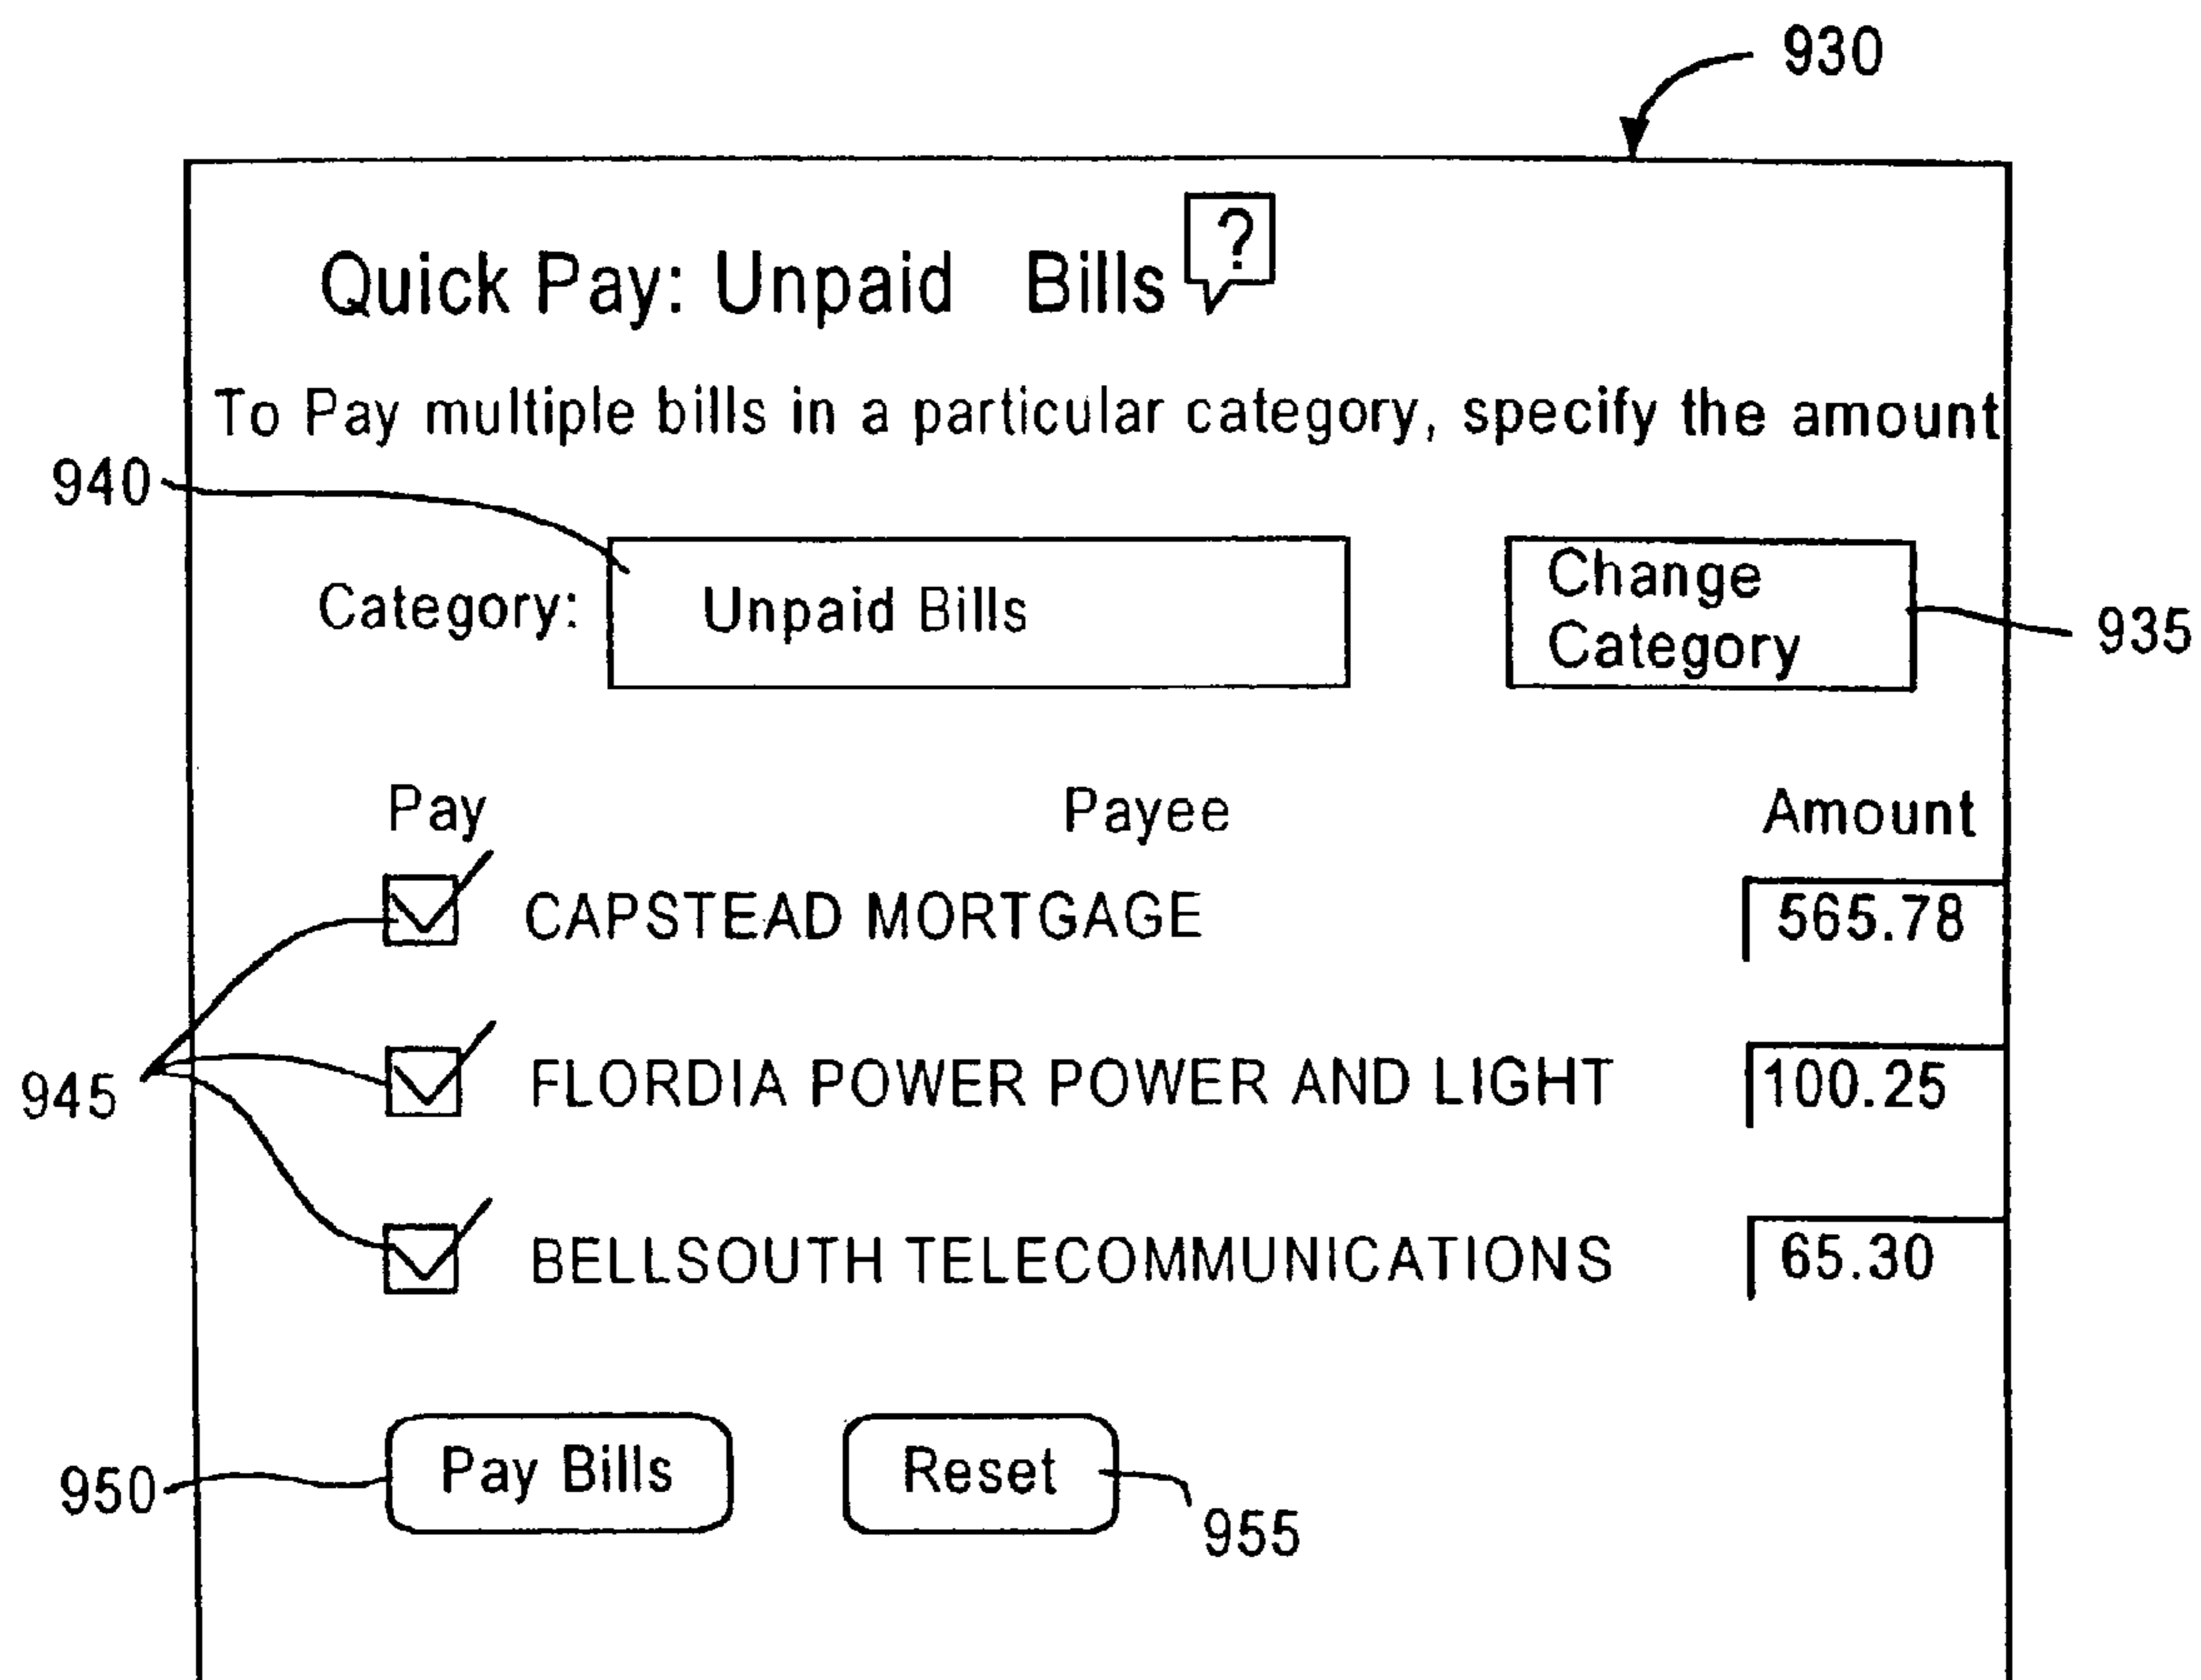 930
Quick Pay: Unpaid Bills ?
To Pay multiple bills in a particular category, specify the amount
940
Category: Unpaid Bills Change Category
935
Pay Payee Amount
CAPSTEAD MORTGAGE 565.78
945 FLORDIA POWER POWER AND LIGHT 100.25
BELLSOUTH TELECOMMUNICATIONS 65.30
950 Pay Bills Reset
955